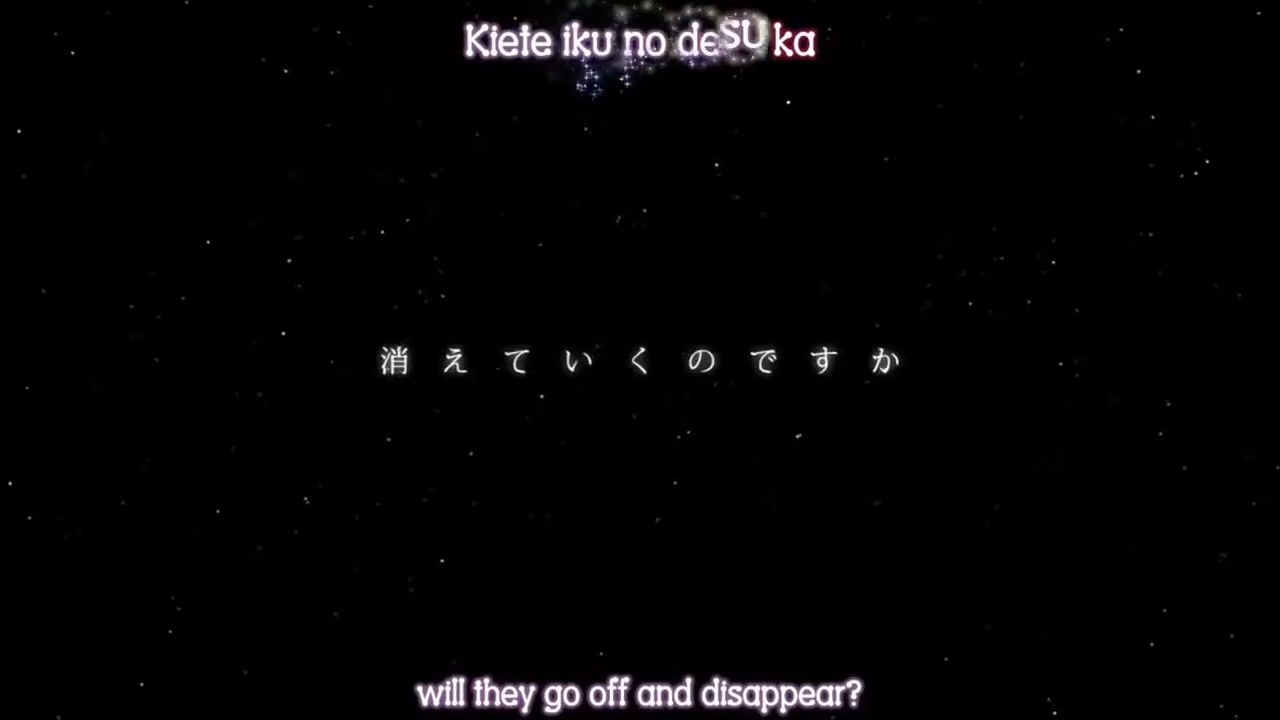 Kiete iku no desu ka
消えていくのですか
will they go off and disappear?